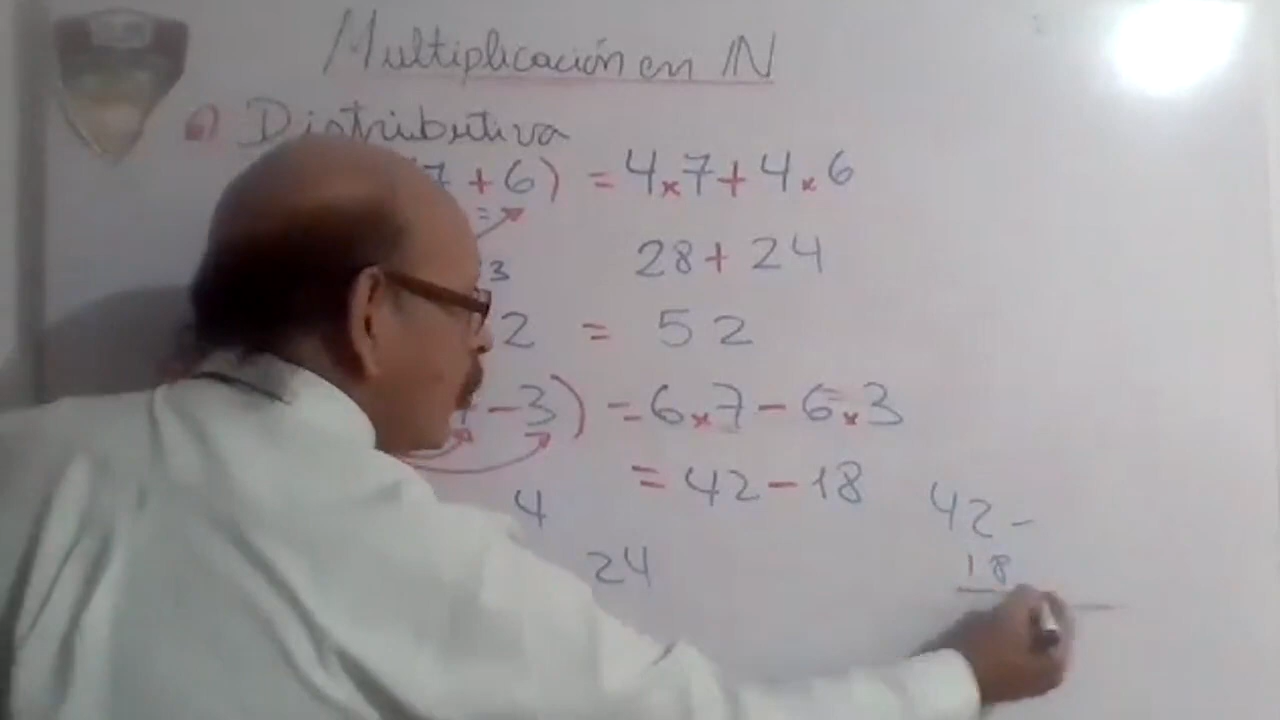 Multiplicación en IN
a) Distributiva
7 + 6) = 4 x 7 + 4 x 6
=
3 28 + 24
2 = 52
- 3) = 6 x 7 - 6 x 3
= 42 - 18
4 42 -
24 18